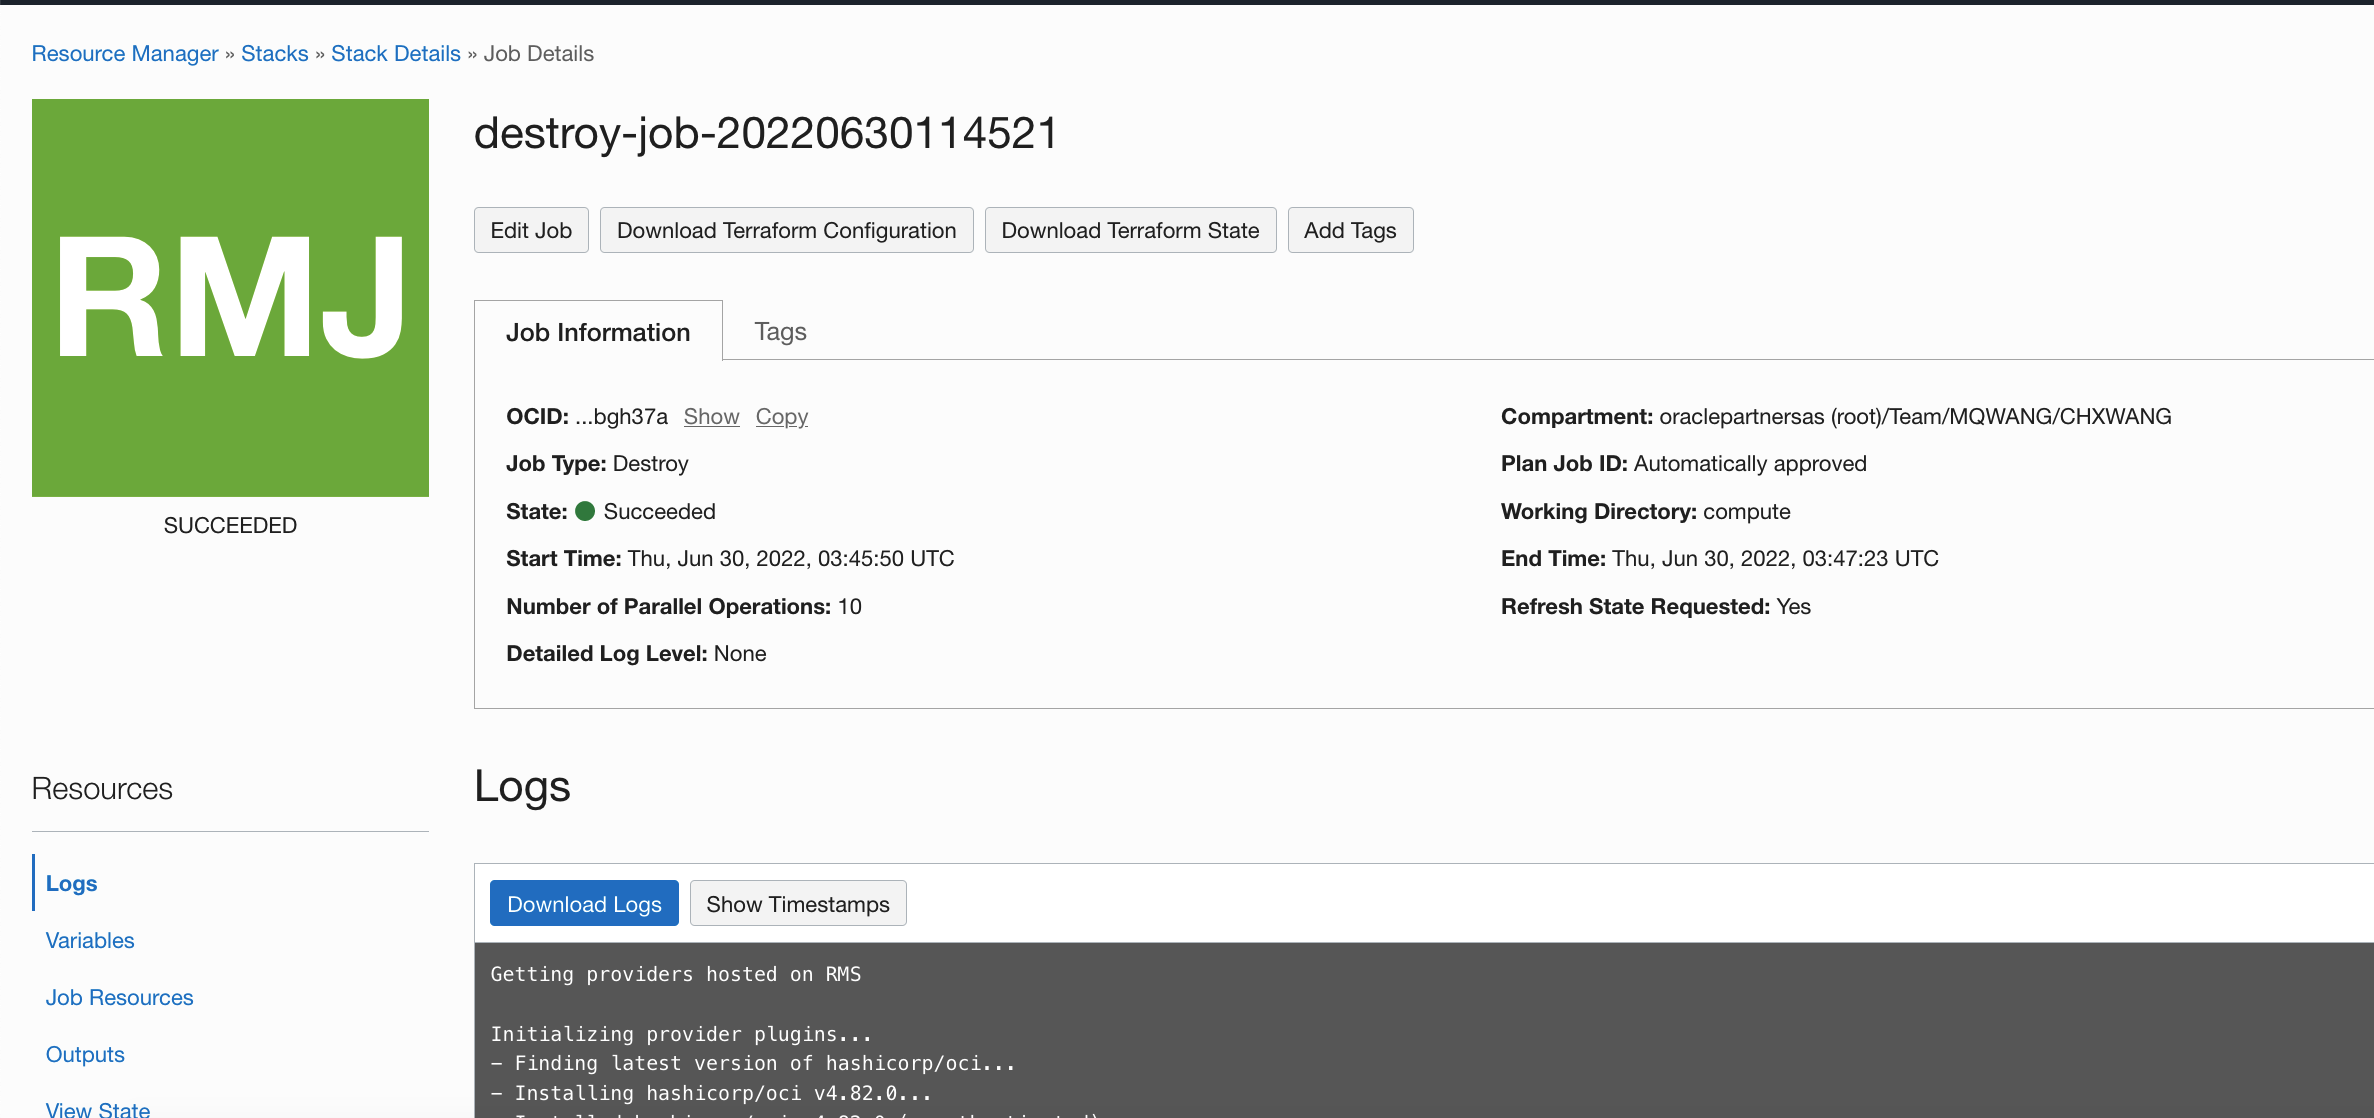 Resource Manager » Stacks » Stack Details » Job Details
RMJ
SUCCEEDED
destroy-job-20220630114521
Edit Job
Download Terraform Configuration
Download Terraform State
Add Tags
Job Information
Tags
OCID: ...bgh37a Show Copy
Job Type: Destroy
State: Succeeded
Start Time: Thu, Jun 30, 2022, 03:45:50 UTC
Number of Parallel Operations: 10
Detailed Log Level: None
Compartment: oraclepartnersas (root)/Team/MQWANG/CHXWANG
Plan Job ID: Automatically approved
Working Directory: compute
End Time: Thu, Jun 30, 2022, 03:47:23 UTC
Refresh State Requested: Yes
Resources
Logs
Variables
Job Resources
Outputs
View State
Logs
Download Logs
Show Timestamps
Getting providers hosted on RMS
Initializing provider plugins...
- Finding latest version of hashicorp/oci...
- Installing hashicorp/oci v4.82.0...